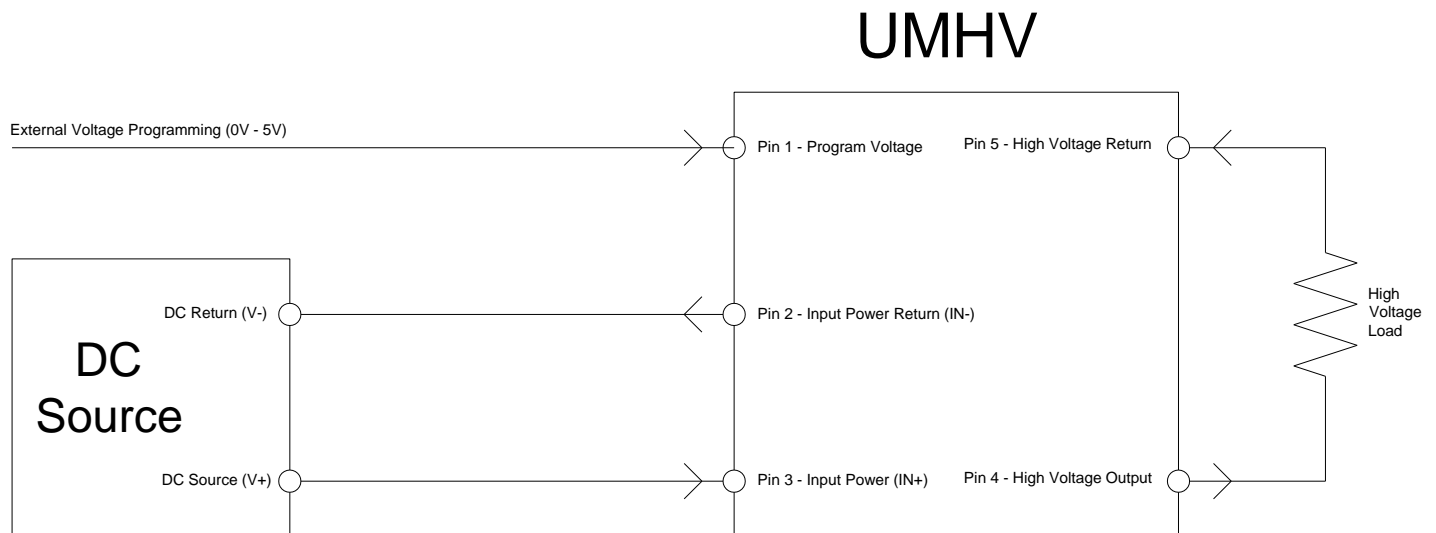 UMHV
External Voltage Programming (0V - 5V)
Pin 1 - Program Voltage
Pin 5 - High Voltage Return
DC Return (V-)
Pin 2 - Input Power Return (IN-)
High
Voltage
Load
DC
Source
DC Source (V+)
Pin 3 - Input Power (IN+)
Pin 4 - High Voltage Output